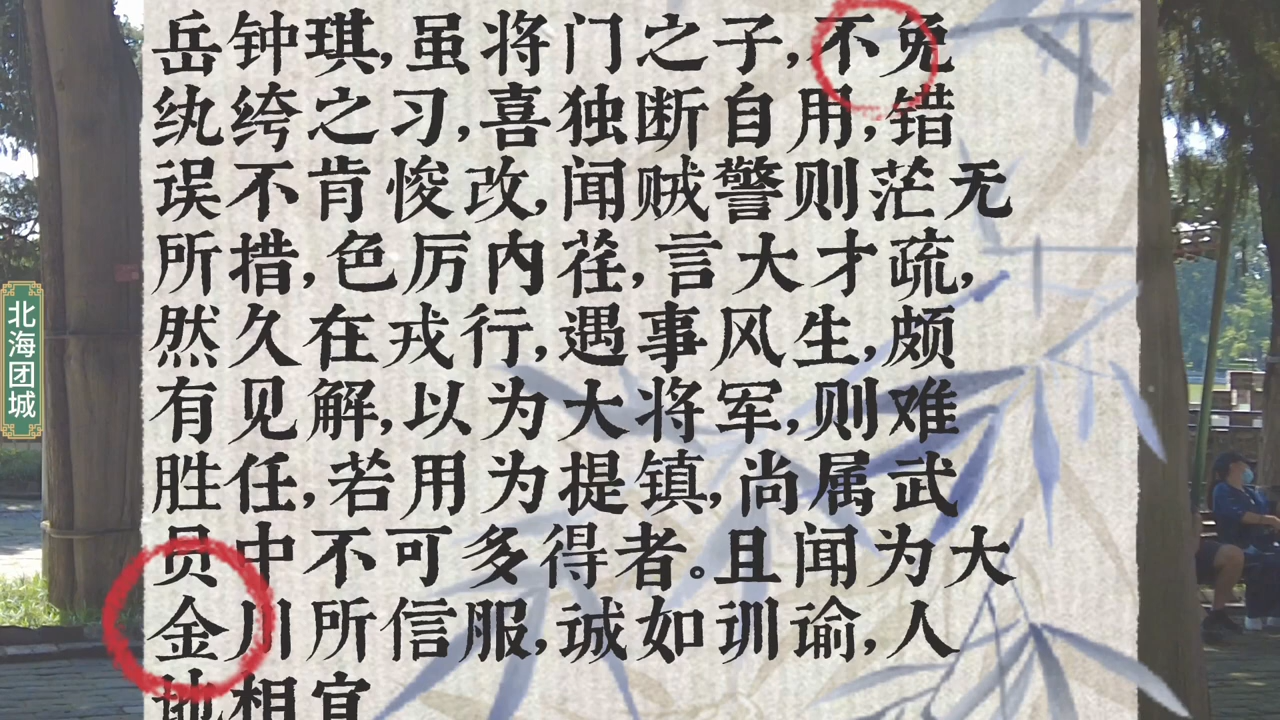 岳钟琪,虽将门之子,不免
纨绔之习,喜独断自用,错
误不肯悛改,闻贼警则茫无
所措,色厉内荏,言大才疏,
然久在戎行,遇事风生,颇
有见解,以为大将军,则难
胜任,若用为提镇,尚属武
员中不可多得者。且闻为大
金川所信服,诚如训谕,人
地相宜
北海团城